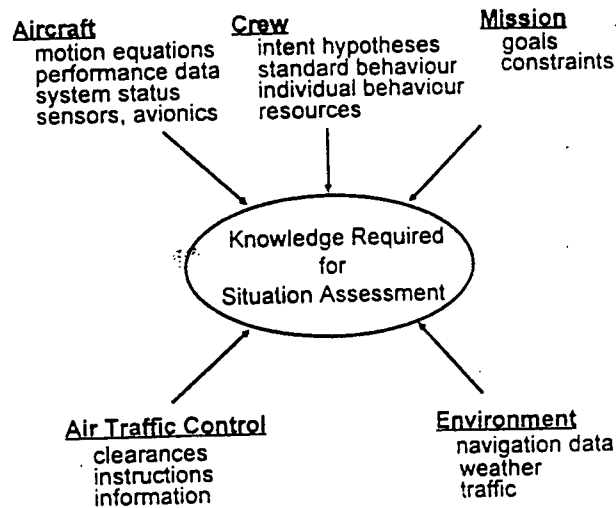 Aircraft
motion equations
performance data
system status
sensors, avionics
Crew
intent hypotheses
standard behaviour
individual behaviour
resources
Mission
goals
constraints
Knowledge Required
for
Situation Assessment
Air Traffic Control
clearances
instructions
information
Environment
navigation data
weather
traffic